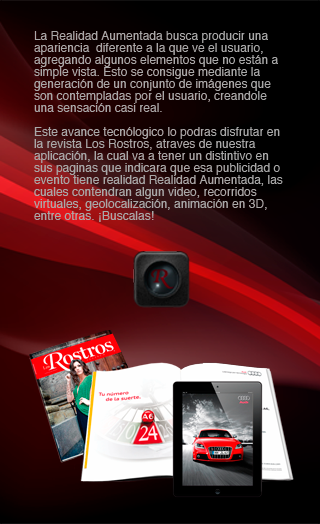 La Realidad Aumentada busca producir una
apariencia  diferente a la que ve el usuario,
agregando algunos elementos que no están a
simple vista. Esto se consigue mediante la
generación de un conjunto de imágenes que
son contempladas por el usuario, creandole
una sensación casí real.
Este avance tecnólogico lo podras disfrutar en
la revista Los Rostros, atraves de nuestra
aplicación, la cual va a tener un distintivo en
sus paginas que indicara que esa publicidad o
evento tiene realidad Realidad Aumentada, las
cuales contendran algun video, recorridos
virtuales, geolocalización, animación en 3D,
entre otras. ¡Buscalas!
R
Rostros
Tu número
de la suerte.
A6
24